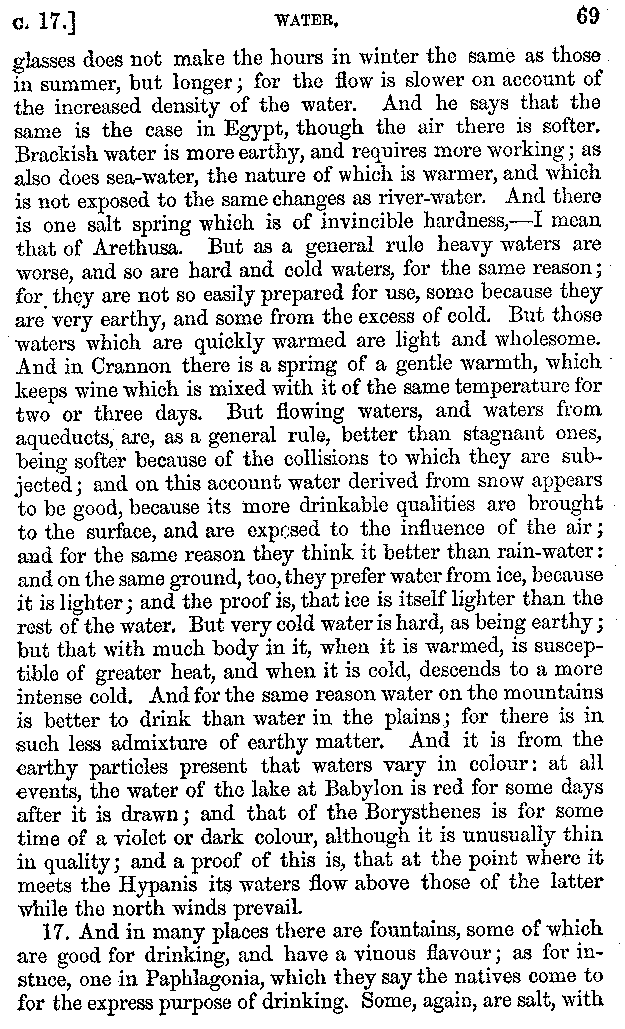 c. 17.] WATER. 69
glasses does not make the hours in winter the same as those
in summer, but longer; for the flow is slower on account of
the increased density of the water. And he says that the
same is the case in Egypt, though the air there is softer.
Brackish water is more earthy, and requires more working; as
also does sea-water, the nature of which is warmer, and which
is not exposed to the same changes as river-water. And there
is one salt spring which is of invincible hardness,—I mean
that of Arethusa. But as a general rule heavy waters are
worse, and so are hard and cold waters, for the same reason;
for they are not so easily prepared for use, some because they
are very earthy, and some from the excess of cold. But those
waters which are quickly warmed are light and wholesome.
And in Crannon there is a spring of a gentle warmth, which
keeps wine which is mixed with it of the same temperature for
two or three days. But flowing waters, and waters from
aqueducts, are, as a general rule, better than stagnant ones,
being softer because of the collisions to which they are sub-
jected; and on this account water derived from snow appears
to be good, because its more drinkable qualities are brought
to the surface, and are exposed to the influence of the air;
and for the same reason they think it better than rain-water:
and on the same ground, too, they prefer water from ice, because
it is lighter; and the proof is, that ice is itself lighter than the
rest of the water. But very cold water is hard, as being earthy;
but that with much body in it, when it is warmed, is suscep-
tible of greater heat, and when it is cold, descends to a more
intense cold. And for the same reason water on the mountains
is better to drink than water in the plains; for there is in
such less admixture of earthy matter. And it is from the
earthy particles present that waters vary in colour: at all
events, the water of the lake at Babylon is red for some days
after it is drawn; and that of the Borysthenes is for some
time of a violet or dark colour, although it is unusually thin
in quality; and a proof of this is, that at the point where it
meets the Hypanis its waters flow above those of the latter
while the north winds prevail.
17. And in many places there are fountains, some of which
are good for drinking, and have a vinous flavour; as for in-
stnce, one in Paphlagonia, which they say the natives come to
for the express purpose of drinking. Some, again, are salt, with